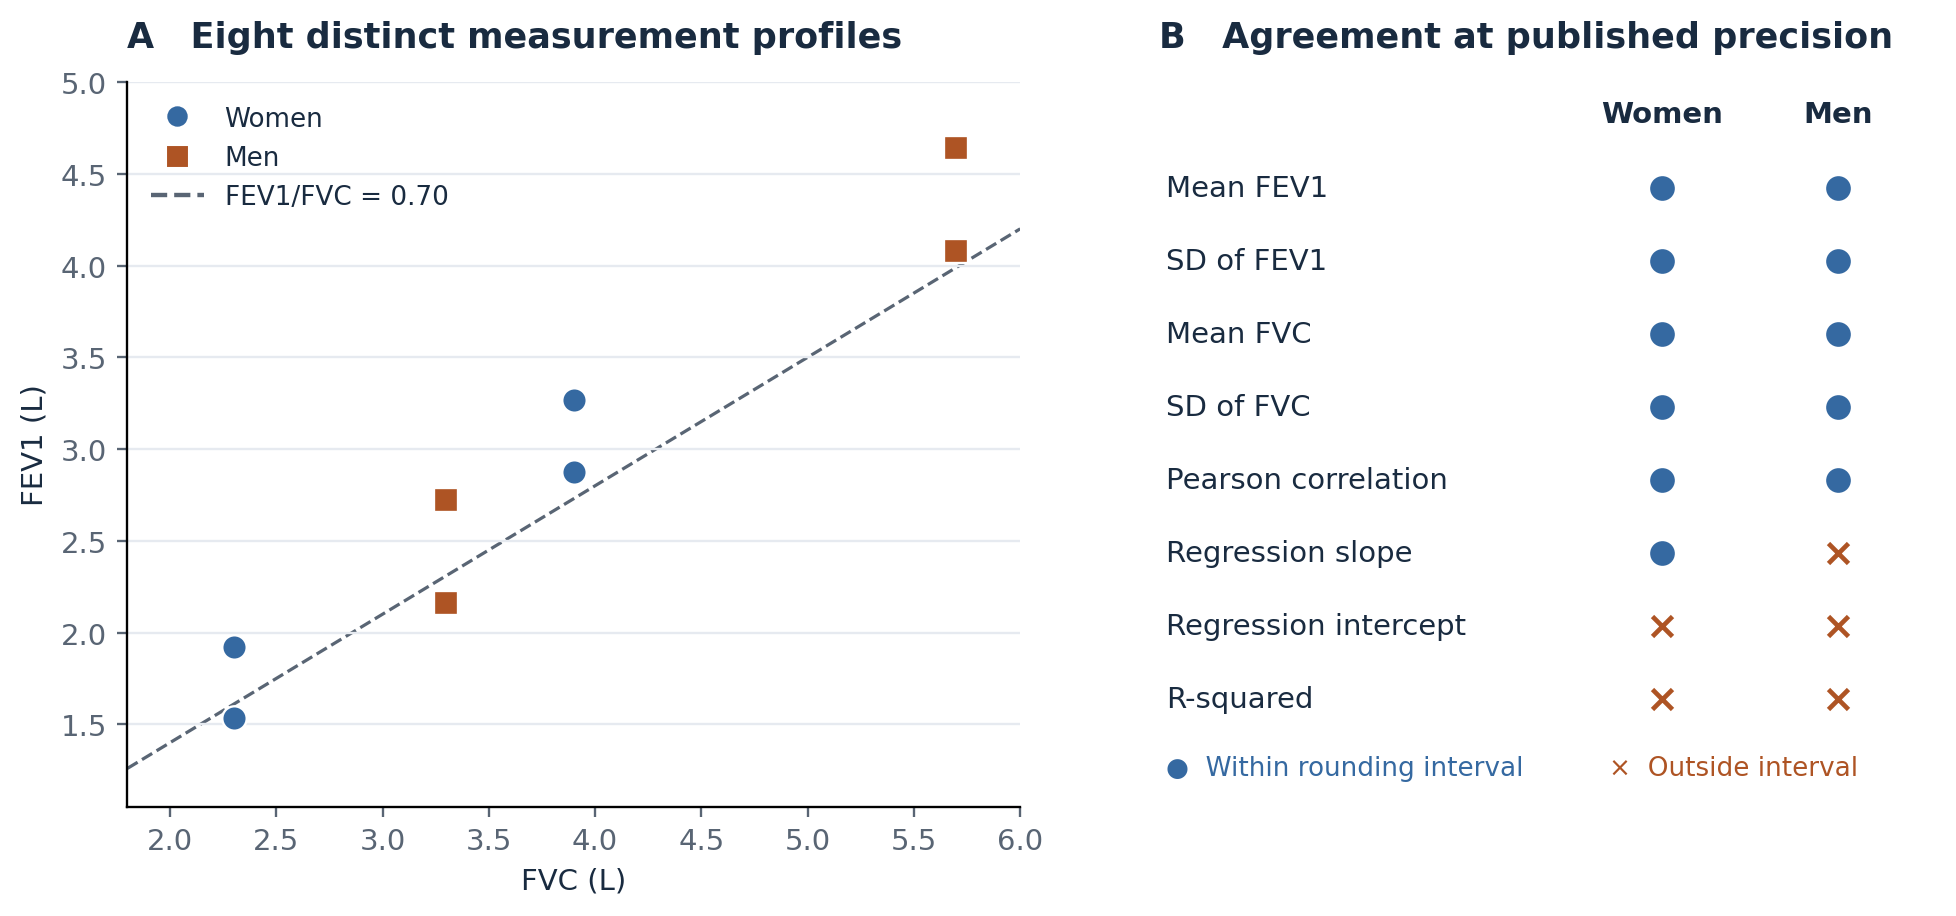 A Eight distinct measurement profiles
5.0
4.5
4.0
3.5
3.0
2.5
2.0
1.5
FEV1 (L)
Women
Men
FEV1/FVC = 0.70
2.0 2.5 3.0 3.5 4.0 4.5 5.0 5.5 6.0
FVC (L)
B Agreement at published precision
Women Men
Mean FEV1
SD of FEV1
Mean FVC
SD of FVC
Pearson correlation
Regression slope
Regression intercept
R-squared
Within rounding interval × Outside interval